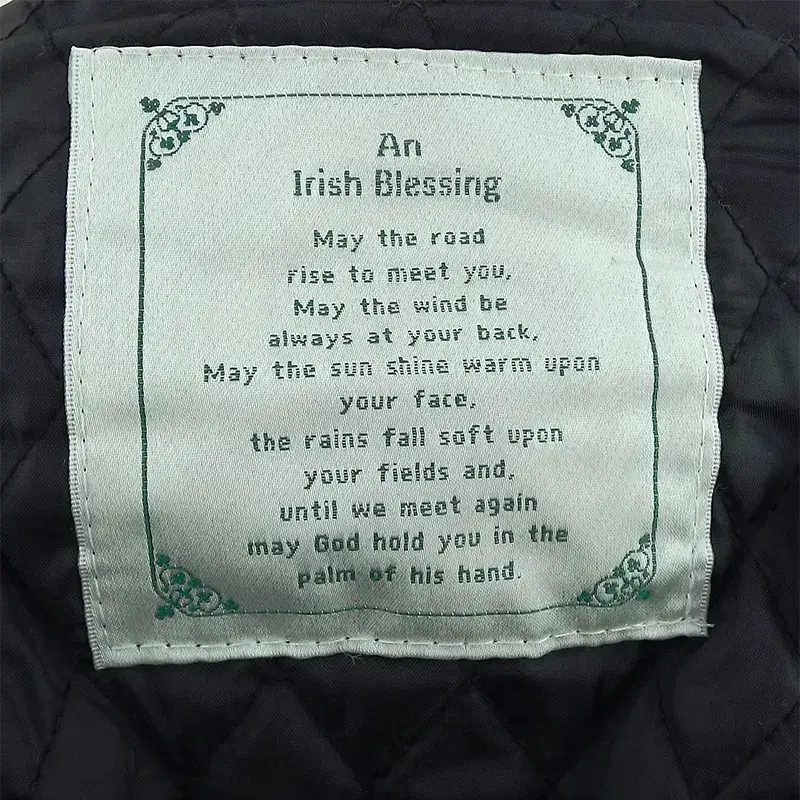 An
Irish Blessing
May the road
rise to meet you,
May the wind be
always at your back,
May the sun shine warm upon
your face,
the rains fall soft upon
your fields and,
until we meet again
may God hold you in the
palm of his hand.